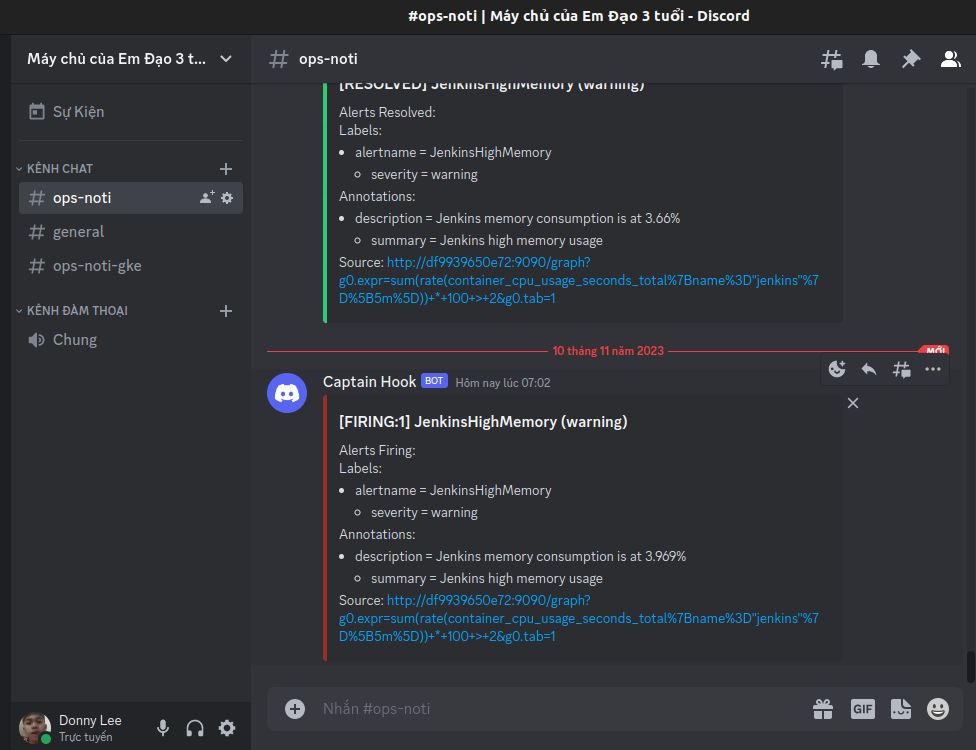 #ops-noti | Máy chủ của Em Đạo 3 tuổi - Discord
Máy chủ của Em Đạo 3 t...
# ops-noti
Sự Kiện
KÊNH CHAT
# ops-noti
# general
# ops-noti-gke
KÊNH ĐÀM THOẠI
Chung
[RESOLVED] JenkinsHighMemory (warning)
Alerts Resolved:
Labels:
• alertname = JenkinsHighMemory
◦ severity = warning
Annotations:
• description = Jenkins memory consumption is at 3.66%
◦ summary = Jenkins high memory usage
Source: http://df9939650e72:9090/graph?
g0.expr=sum(rate(container_cpu_usage_seconds_total%7Bname%3D"jenkins"%7
D%5B5m%5D))+*+100+>+2&g0.tab=1
10 tháng 11 năm 2023
MỚI
Captain Hook BOT Hôm nay lúc 07:02
[FIRING:1] JenkinsHighMemory (warning)
Alerts Firing:
Labels:
• alertname = JenkinsHighMemory
◦ severity = warning
Annotations:
• description = Jenkins memory consumption is at 3.969%
◦ summary = Jenkins high memory usage
Source: http://df9939650e72:9090/graph?
g0.expr=sum(rate(container_cpu_usage_seconds_total%7Bname%3D"jenkins"%7
D%5B5m%5D))+*+100+>+2&g0.tab=1
Donny Lee
Trực tuyến
Nhắn #ops-noti
GIF